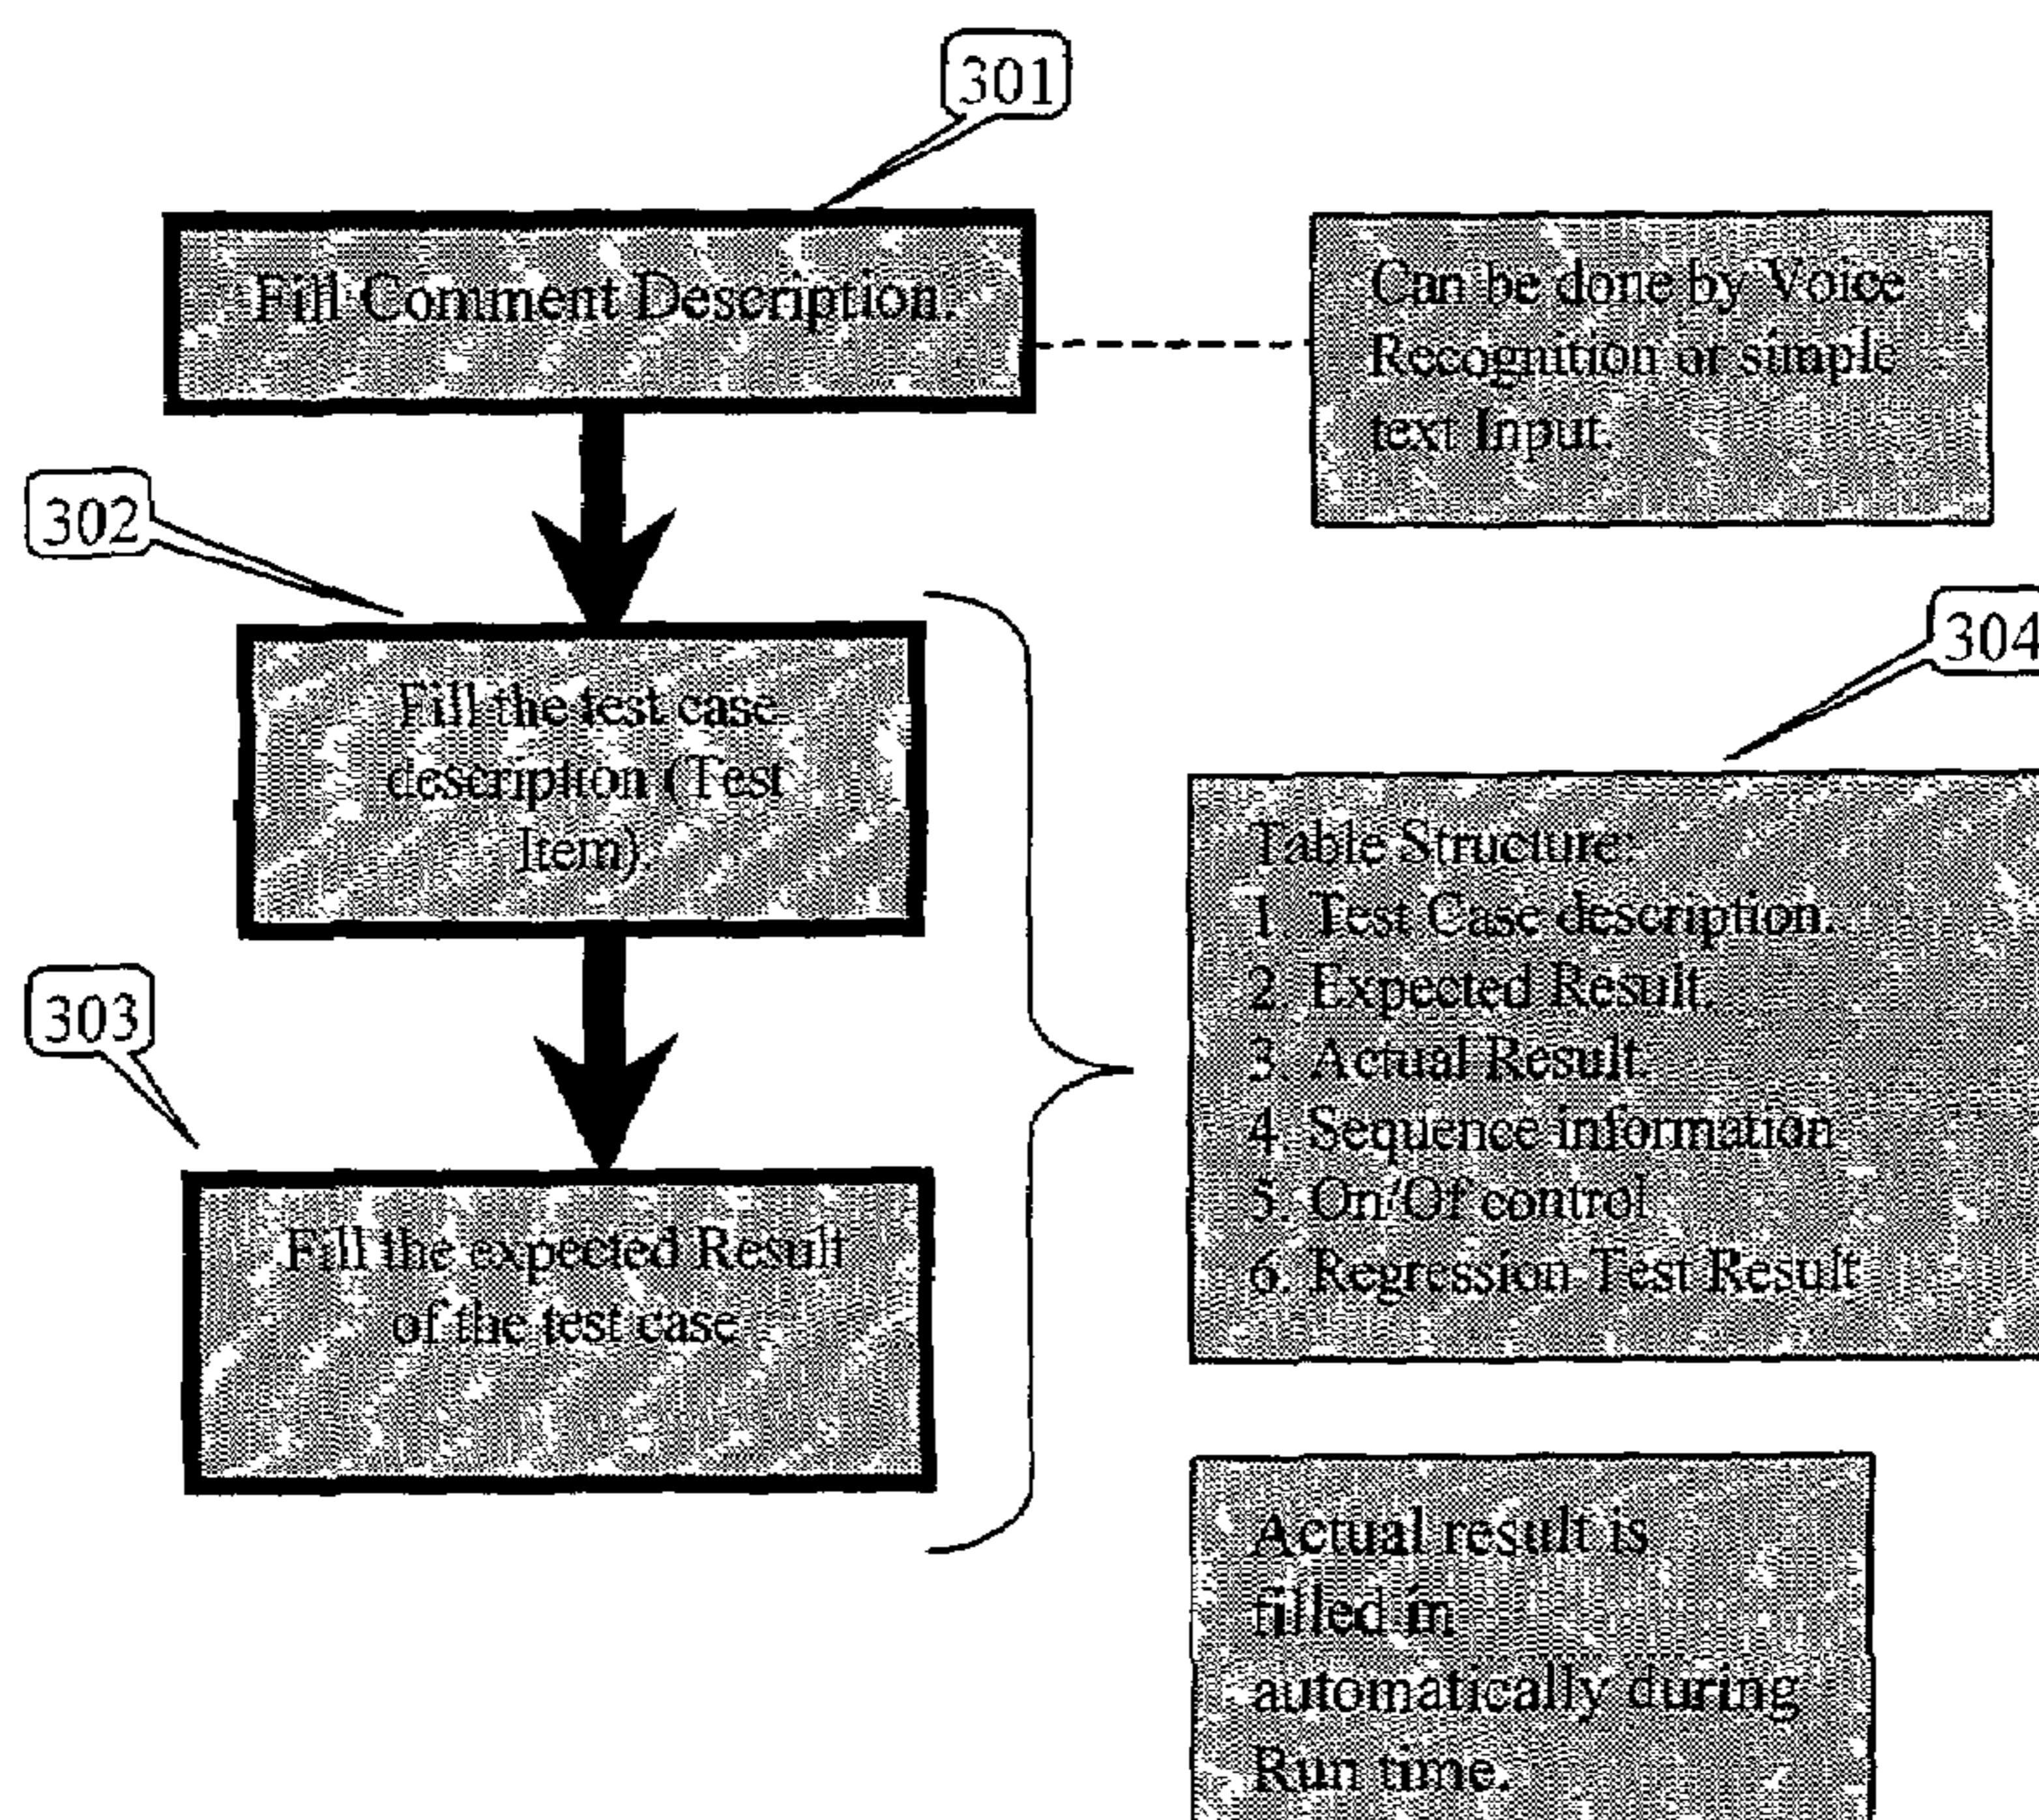 301
Fill Comment Description.
Can be done by Voice
Recognition or simple
text Input.
302
Fill the test case
description (Test
Item).
303
Fill the expected Result
of the test case
304
Table Structure:
1. Test Case description.
2. Expected Result.
3. Actual Result.
4. Sequence information
5. On/Of control
6. Regression Test Result
Actual result is
filled in
automatically during
Run time.